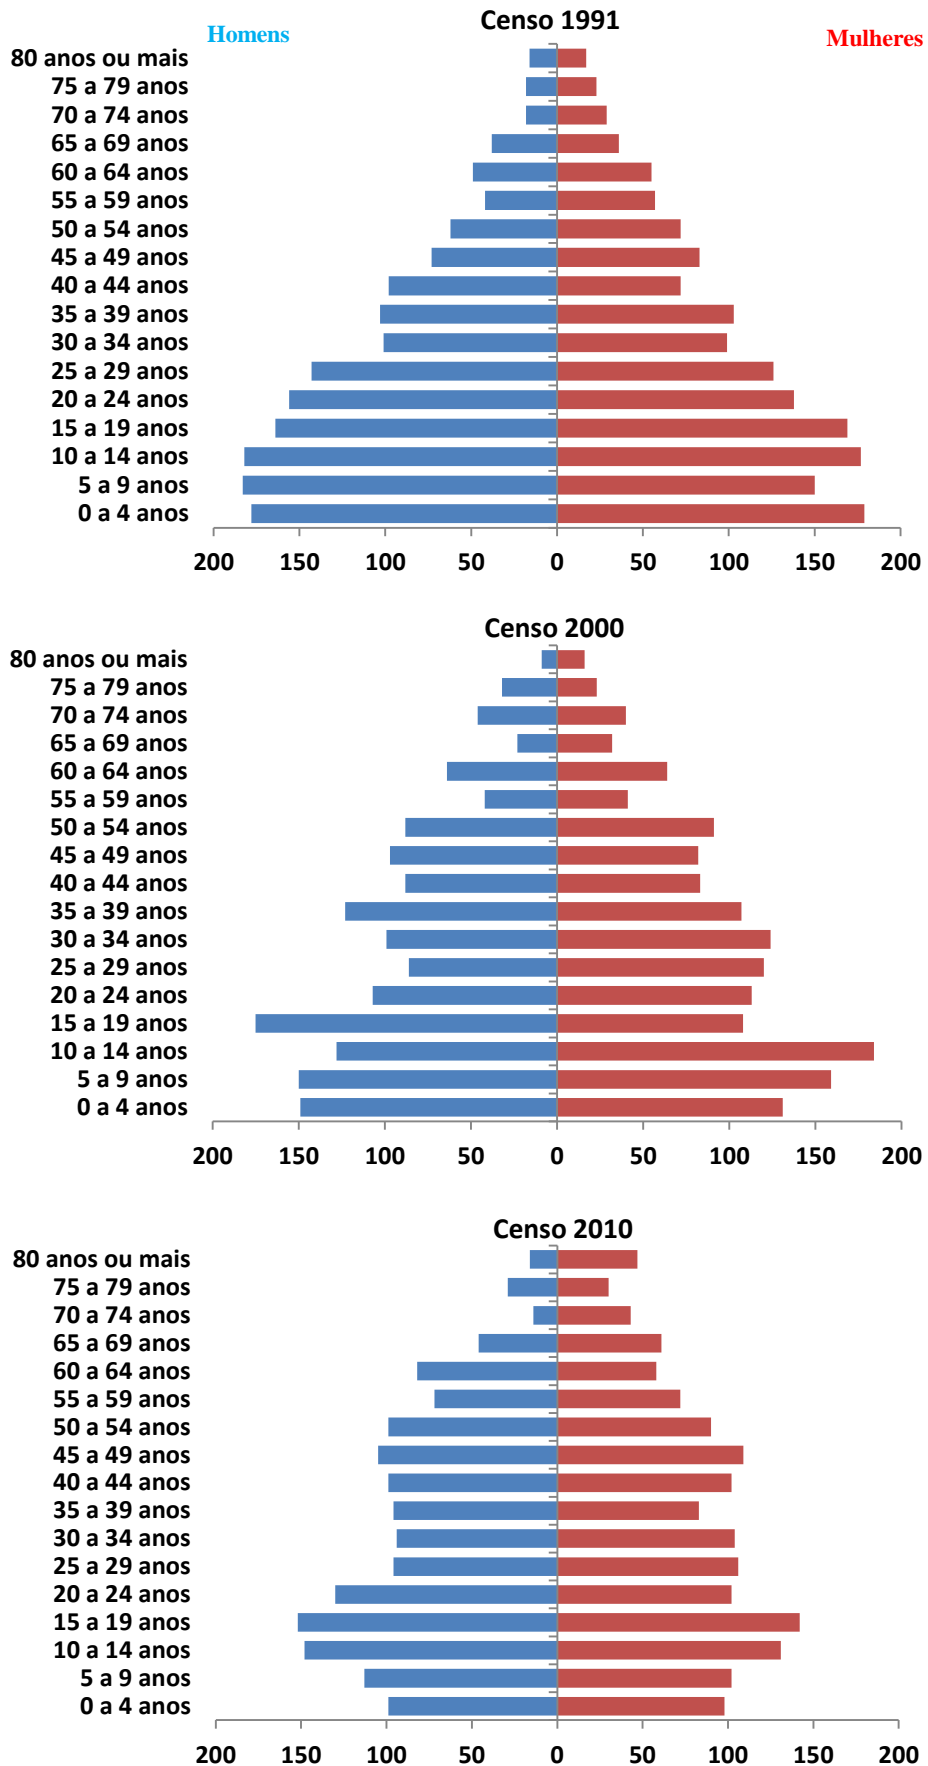 Censo 1991
Homens
Mulheres
80 anos ou mais
75 a 79 anos
70 a 74 anos
65 a 69 anos
60 a 64 anos
55 a 59 anos
50 a 54 anos
45 a 49 anos
40 a 44 anos
35 a 39 anos
30 a 34 anos
25 a 29 anos
20 a 24 anos
15 a 19 anos
10 a 14 anos
5 a 9 anos
0 a 4 anos
200 150 100 50 0 50 100 150 200
Censo 2000
80 anos ou mais
75 a 79 anos
70 a 74 anos
65 a 69 anos
60 a 64 anos
55 a 59 anos
50 a 54 anos
45 a 49 anos
40 a 44 anos
35 a 39 anos
30 a 34 anos
25 a 29 anos
20 a 24 anos
15 a 19 anos
10 a 14 anos
5 a 9 anos
0 a 4 anos
200 150 100 50 0 50 100 150 200
Censo 2010
80 anos ou mais
75 a 79 anos
70 a 74 anos
65 a 69 anos
60 a 64 anos
55 a 59 anos
50 a 54 anos
45 a 49 anos
40 a 44 anos
35 a 39 anos
30 a 34 anos
25 a 29 anos
20 a 24 anos
15 a 19 anos
10 a 14 anos
5 a 9 anos
0 a 4 anos
200 150 100 50 0 50 100 150 200